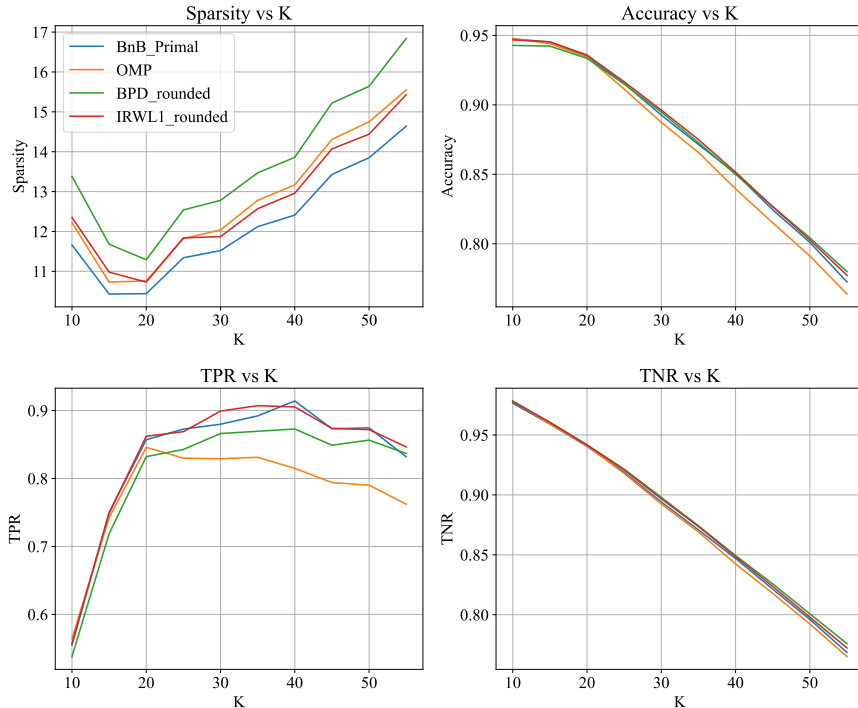 Sparsity vs K
17
16
15
14
13
12
11
Sparsity
BnB_Primal
OMP
BPD_rounded
IRWL1_rounded
10 20 30 40 50
K
Accuracy vs K
0.95
0.90
0.85
0.80
Accuracy
10 20 30 40 50
K
TPR vs K
0.9
0.8
0.7
0.6
TPR
10 20 30 40 50
K
TNR vs K
0.95
0.90
0.85
0.80
TNR
10 20 30 40 50
K